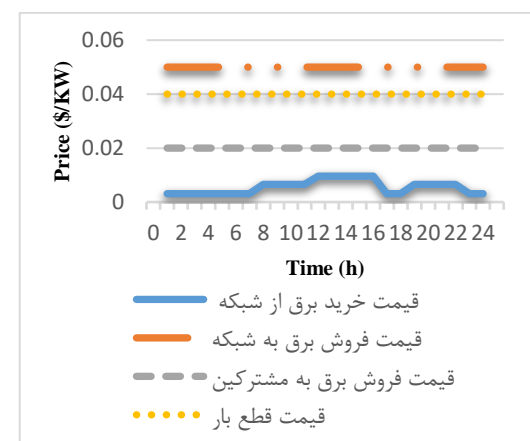 0.06
0.04
0.02
0
Price ($/KW)
0 2 4 6 8 10 12 14 16 18 20 22 24
Time (h)
قیمت خرید برق از شبکه
قیمت فروش برق به شبکه
قیمت فروش برق به مشترکین
قیمت قطع بار